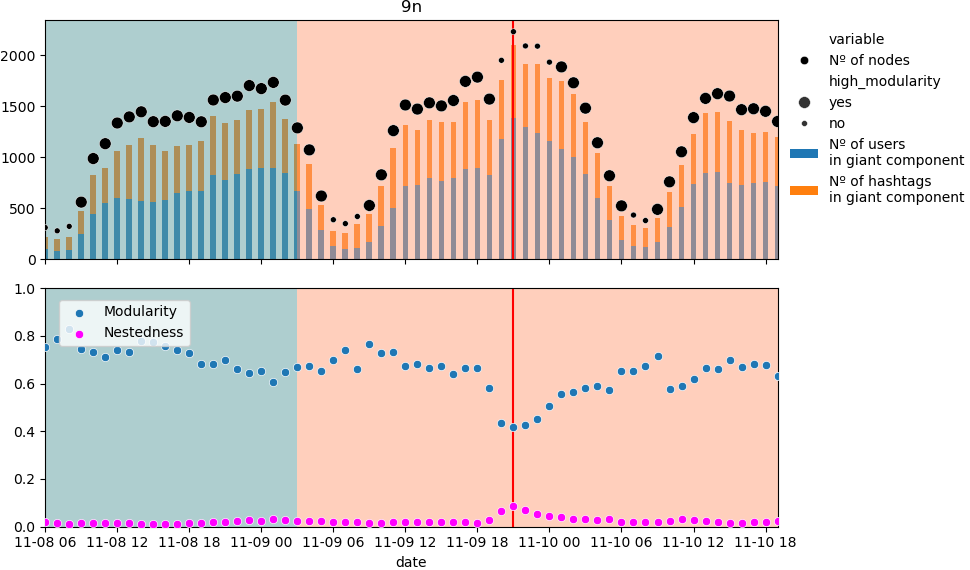 9n
2000
1500
1000
500
0
variable
Nº of nodes
high_modularity
yes
no
Nº of users
in giant component
Nº of hashtags
in giant component
1.0
0.8
0.6
0.4
0.2
0.0
Modularity
Nestedness
11-08 06 11-08 12 11-08 18 11-09 00 11-09 06 11-09 12 11-09 18 11-10 00 11-10 06 11-10 12 11-10 18
date